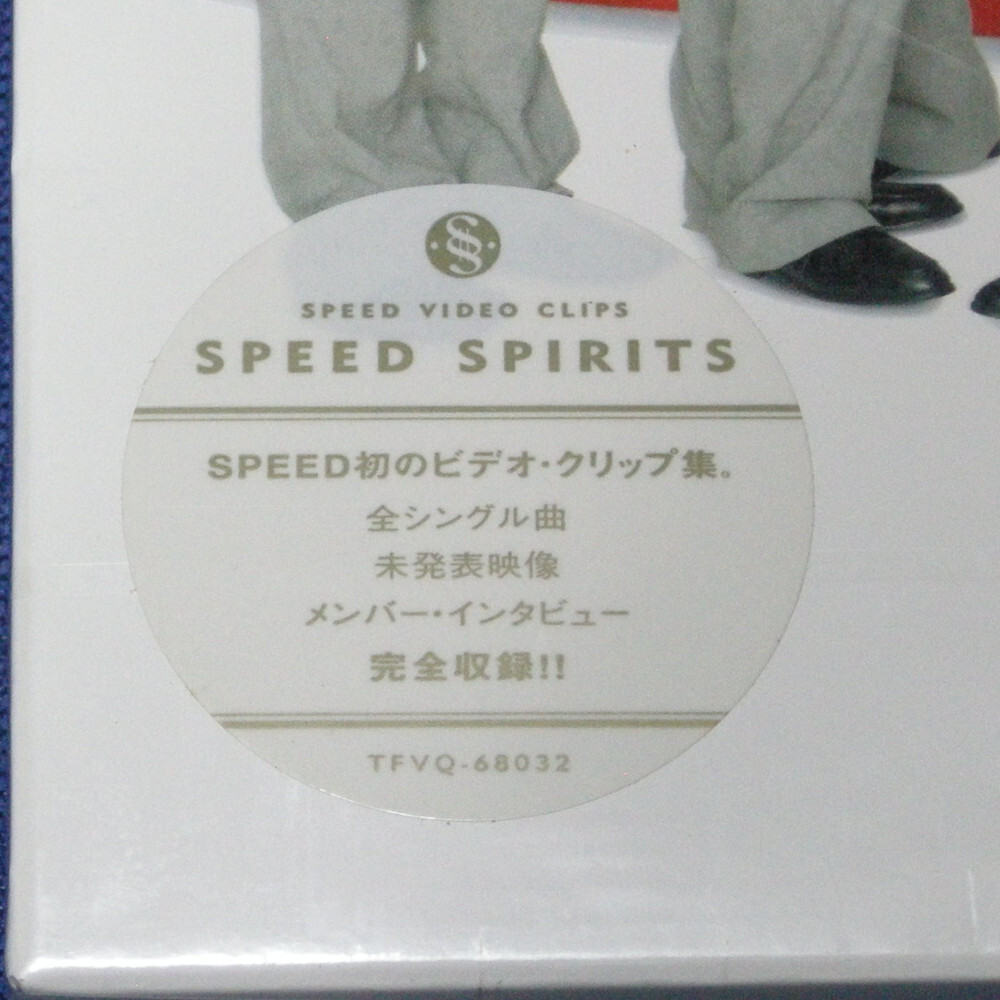 SPEED VIDEO CLIPS
SPEED SPIRITS
SPEED初のビデオ・クリップ集。
全シングル曲
未発表映像
メンバー・インタビュー
完全収録!!
TFVQ-68032